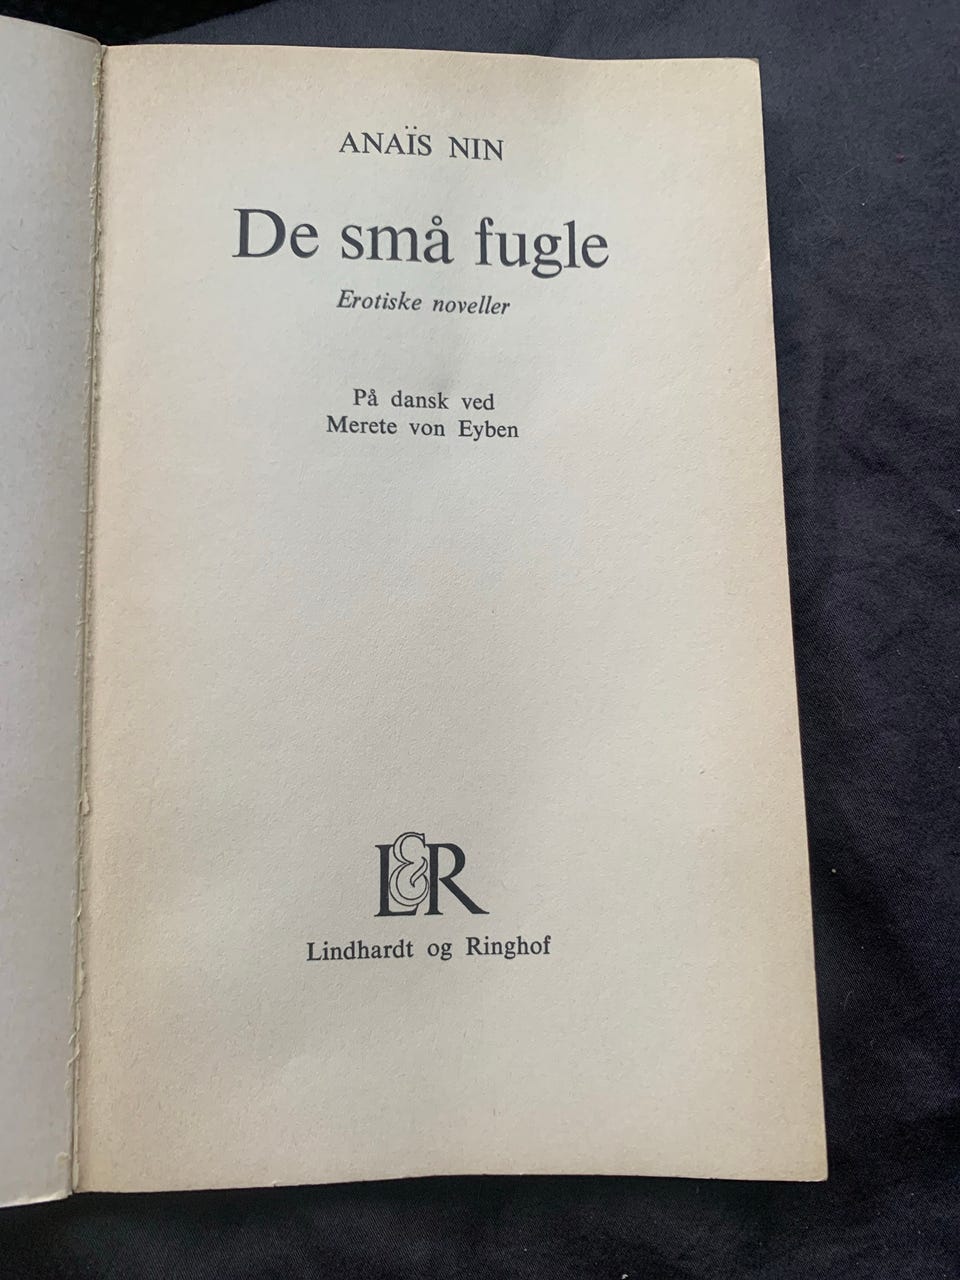 ANAÏS NIN
De små fugle
Erotiske noveller
På dansk ved
Merete von Eyben
L&R
Lindhardt og Ringhof